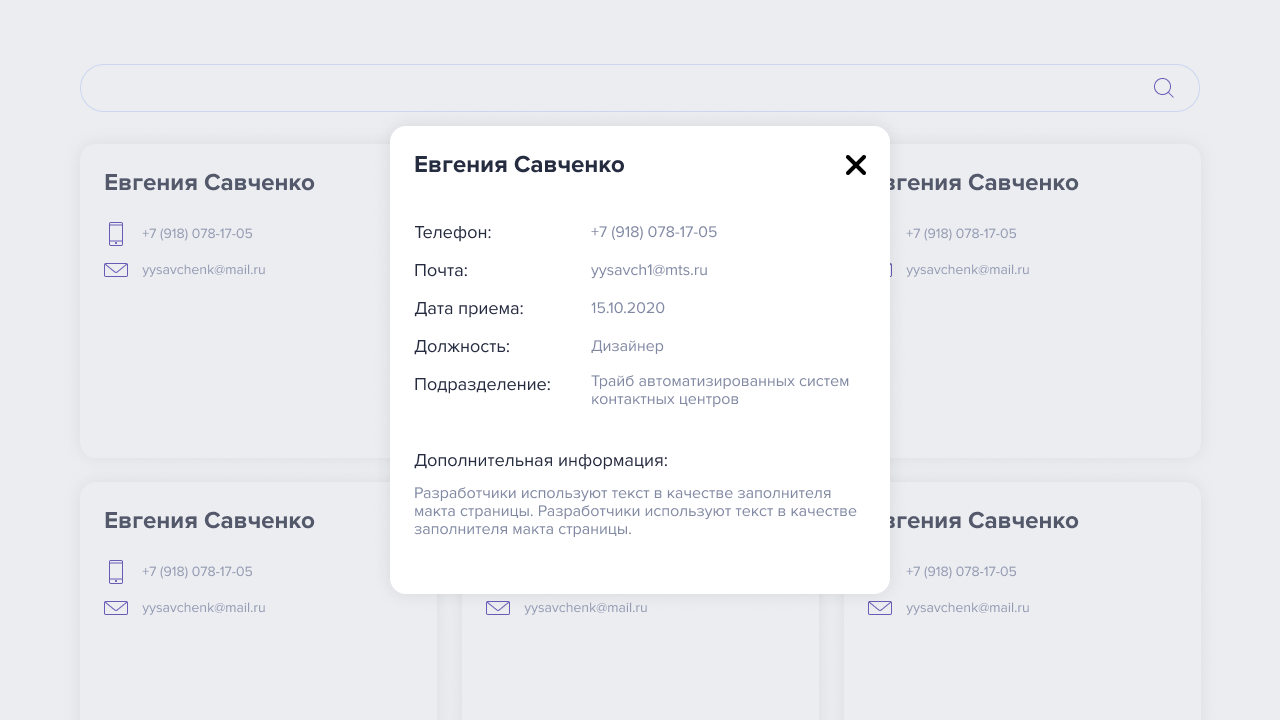 Евгения Савченко
+7 (918) 078-17-05
yysavchenk@mail.ru
Евгения Савченко
Телефон:
+7 (918) 078-17-05
Почта:
yysavch1@mts.ru
Дата приема:
15.10.2020
Должность:
Дизайнер
Подразделение:
Трайб автоматизированных систем
контактных центров
Дополнительная информация:
Разработчики используют текст в качестве заполнителя
макта страницы. Разработчики используют текст в качестве
заполнителя макта страницы.
вгения Савченко
+7 (918) 078-17-05
yysavchenk@mail.ru
Евгения Савченко
+7 (918) 078-17-05
yysavchenk@mail.ru
yysavchenk@mail.ru
вгения Савченко
+7 (918) 078-17-05
yysavchenk@mail.ru